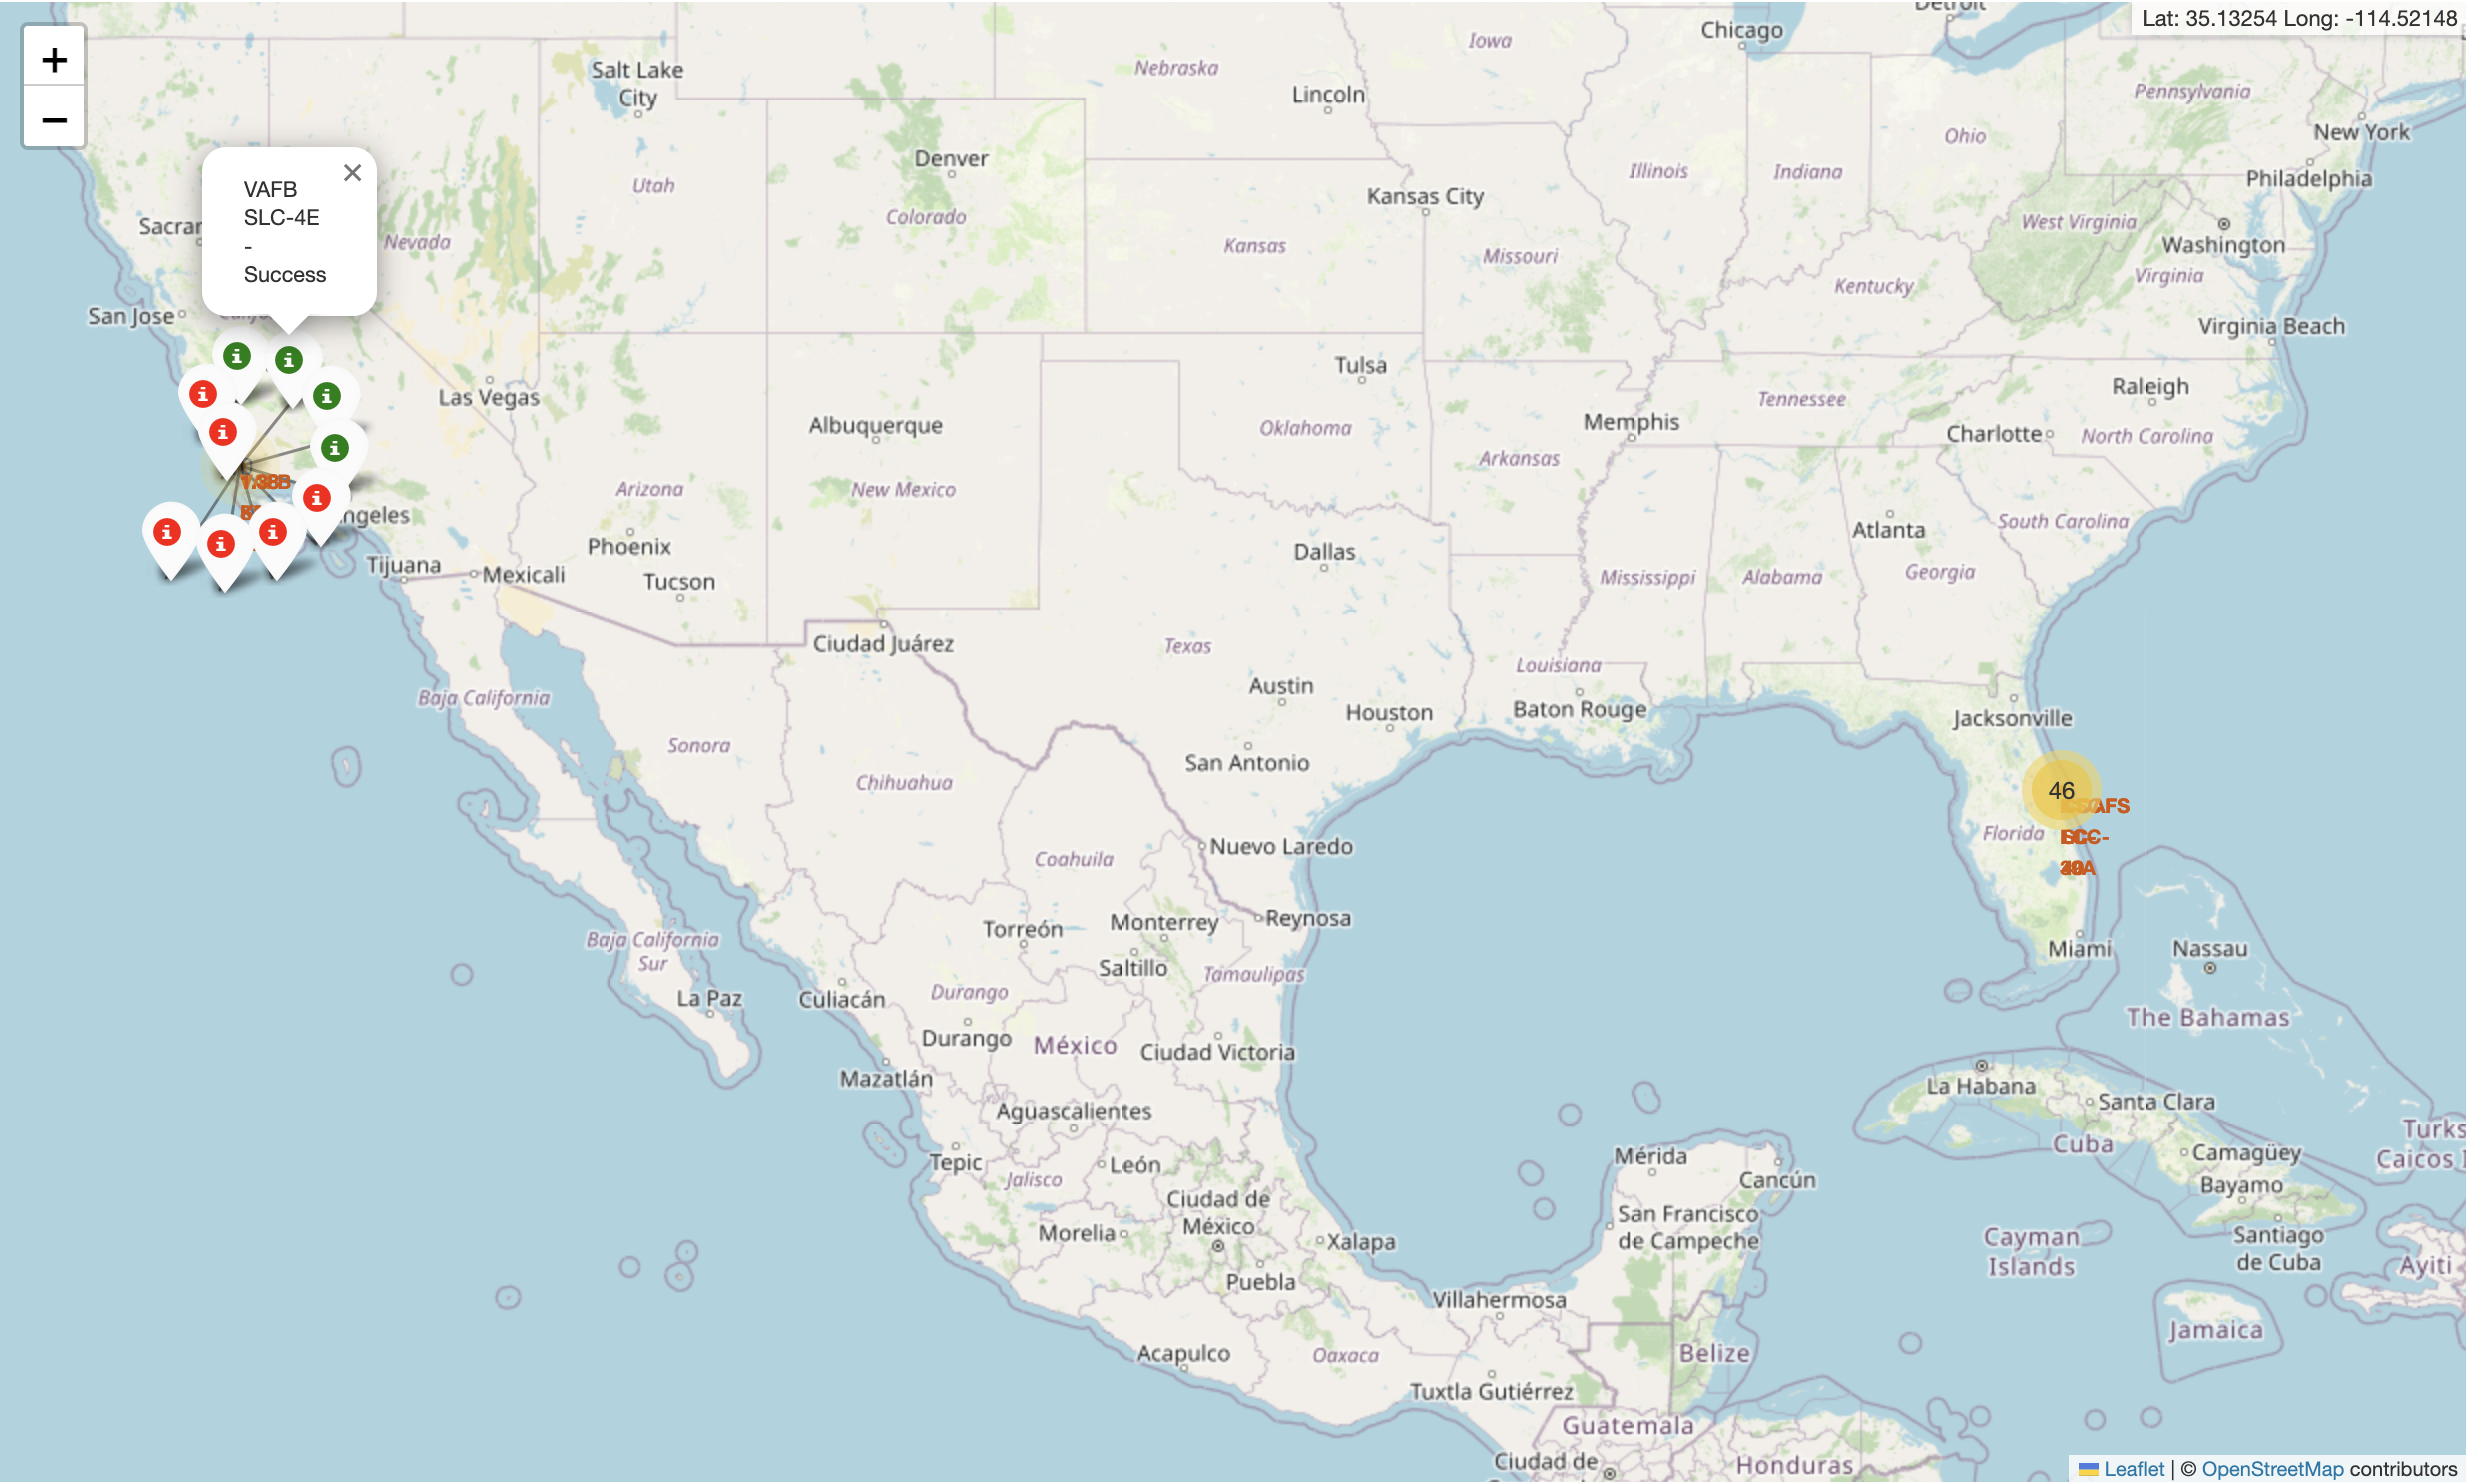 Detroit
Lat: 35.13254 Long: -114.52148
+
−
Chicago
Iowa
Salt Lake
City
Nebraska
Lincoln
Pennsylvania
New York
Ohio
Denver
Illinois
Indiana
Philadelphia
×
VAFB
SLC-4E
-
Success
Utah
Kansas City
Colorado
West Virginia
Sacra
Nevada
Kansas
Missouri
Washington
Virginia
Kentucky
San Jose
Virginia Beach
Tulsa
Las Vegas
Raleigh
Tennessee
Albuquerque
Oklahoma
Memphis
Charlotte
North Carolina
Arkansas
Arizona
New Mexico
ngeles
South Carolina
Atlanta
Phoenix
Dallas
Tijuana
Mexicali
Tucson
Mississippi
Alabama
Georgia
Ciudad Juárez
Texas
Louisiana
Baja California
Austin
Houston
Baton Rouge
Jacksonville
Sonora
San Antonio
Chihuahua
46
AFS
Florida
Nuevo Laredo
Coahuila
Torreón
Monterrey
Reynosa
Baja California
Sur
Saltillo
Tamaulipas
Miami
Nassau
La Paz
Culiacán
Durango
The Bahamas
Durango
México
Ciudad Victoria
Mazatlán
La Habana
Santa Clara
Aguascalientes
Turks
Caicos I
Cuba
Camagüey
Tepic
León
Jalisco
Mérida
Cancún
Bayamo
Ciudad de
México
San Francisco
de Campeche
Morelia
Xalapa
Cayman
Islands
Santiago
de Cuba
Ayiti
Puebla
Villahermosa
Jamaica
Acapulco
Oaxaca
Belize
Tuxtla Gutiérrez
Guatemala
Ciudad de
Honduras
Leaflet | © OpenStreetMap contributors